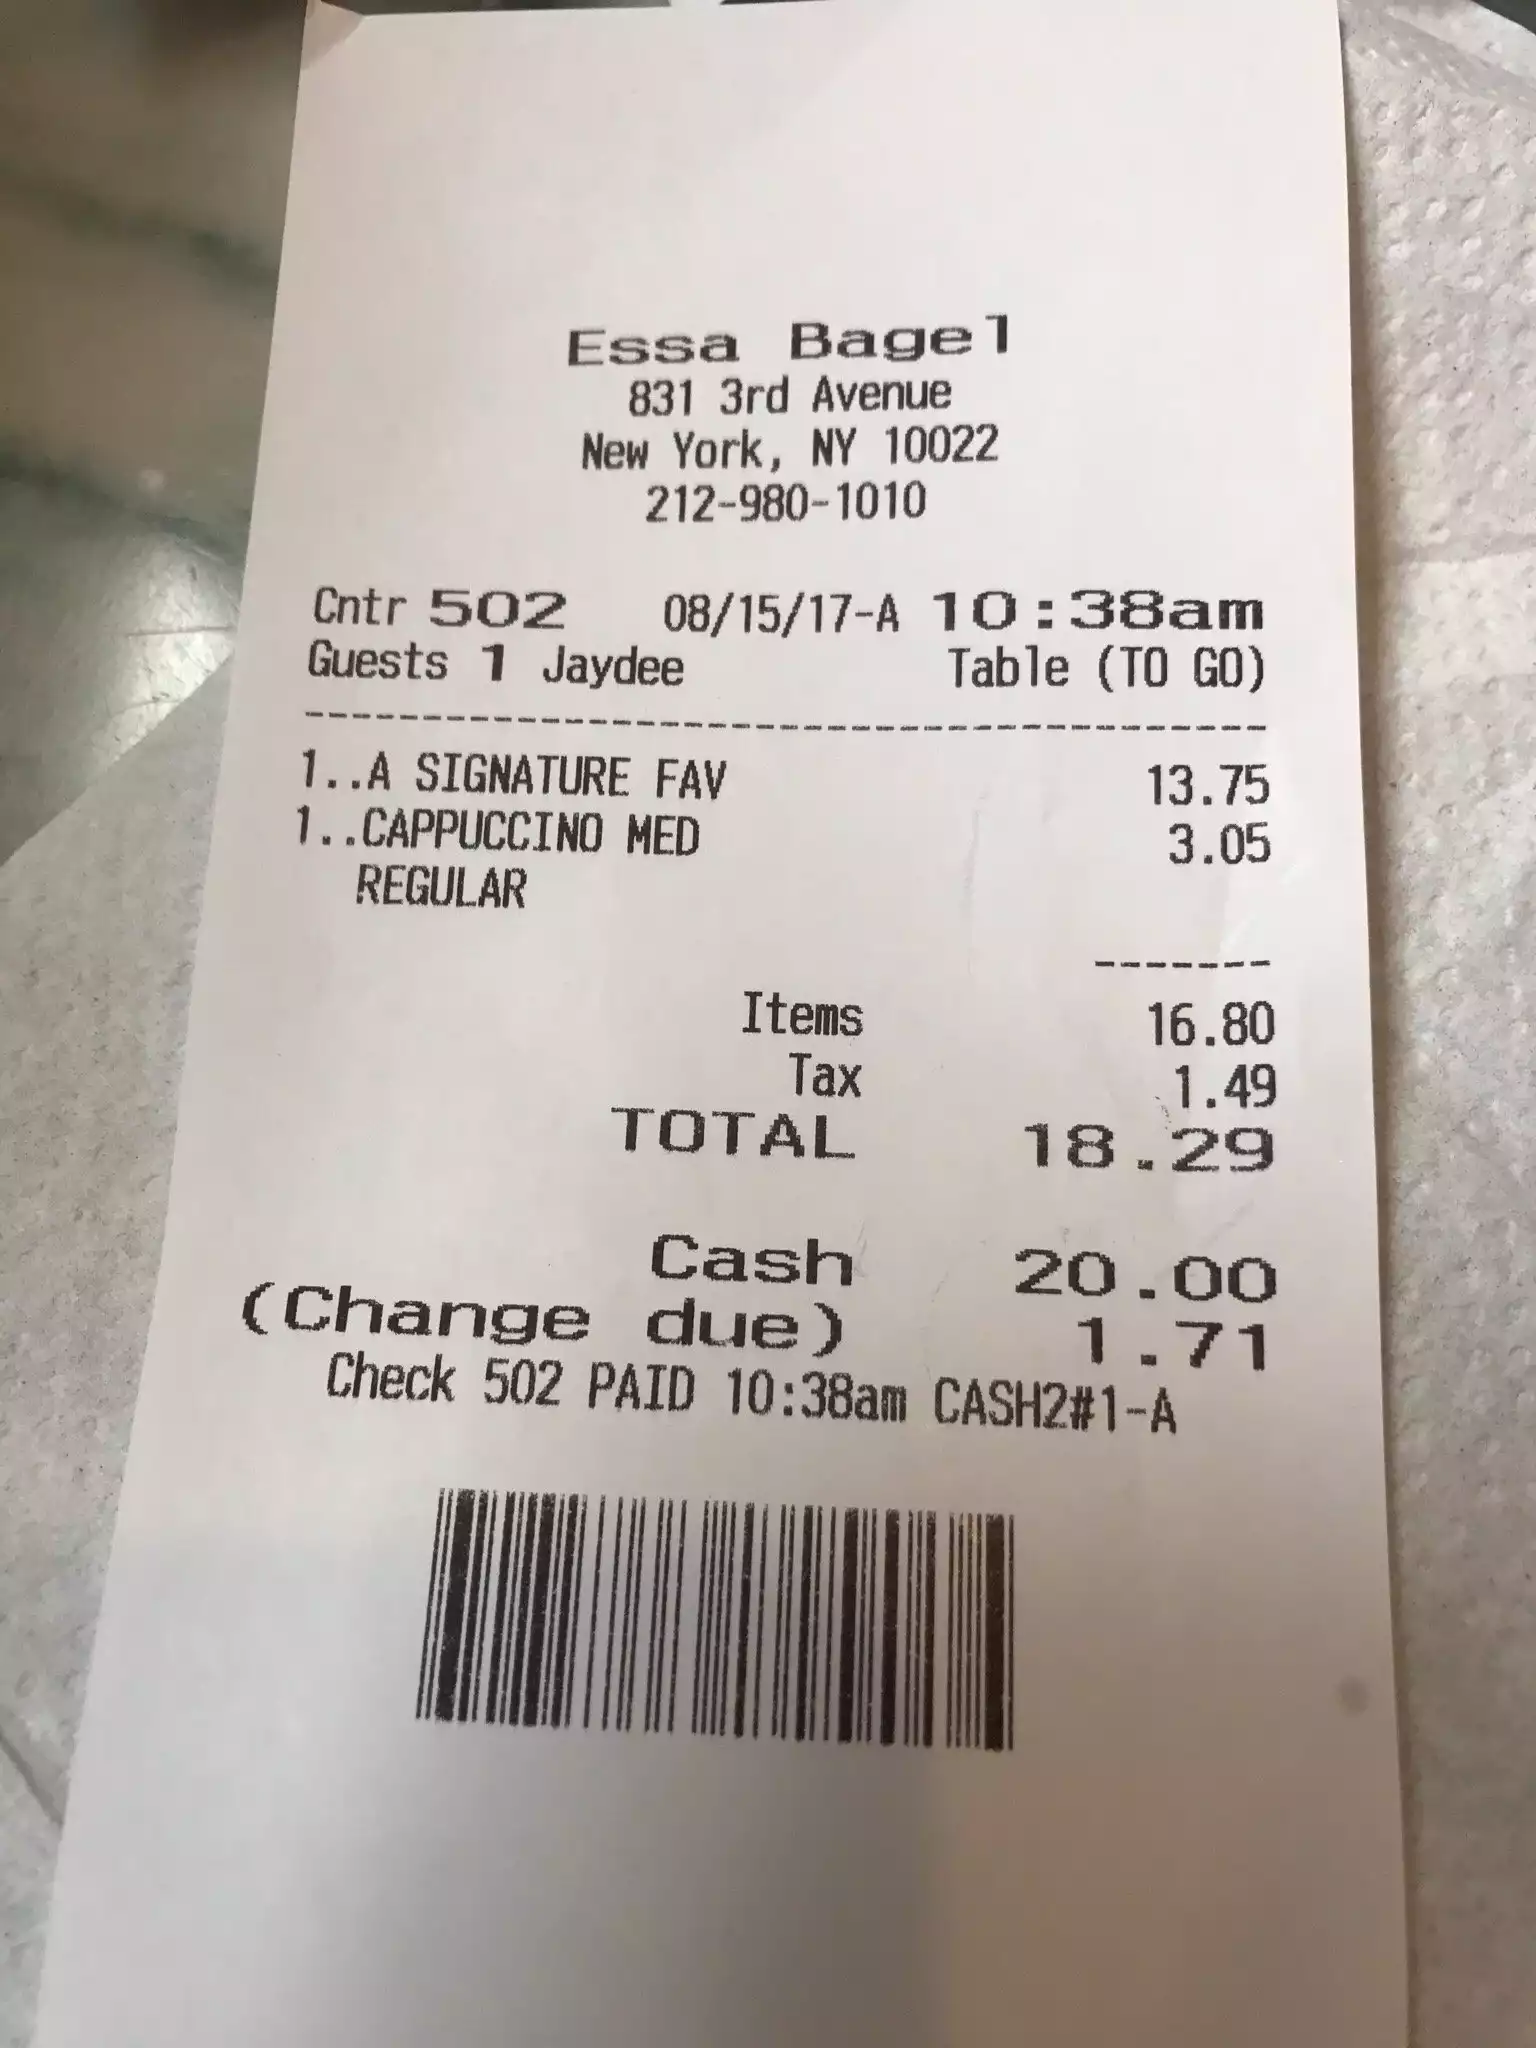 Essa Bagel
831 3rd Avenue
New York, NY 10022
212-980-1010
Cntr 502 08/15/17-A 10:38am
Guests 1 Jaydee Table (TO GO)
----------------------------------------
1..A SIGNATURE FAV 13.75
1..CAPPUCCINO MED 3.05
REGULAR
-------
Items 16.80
Tax 1.49
TOTAL 18.29
Cash 20.00
(Change due) 1.71
Check 502 PAID 10:38am CASH2#1-A